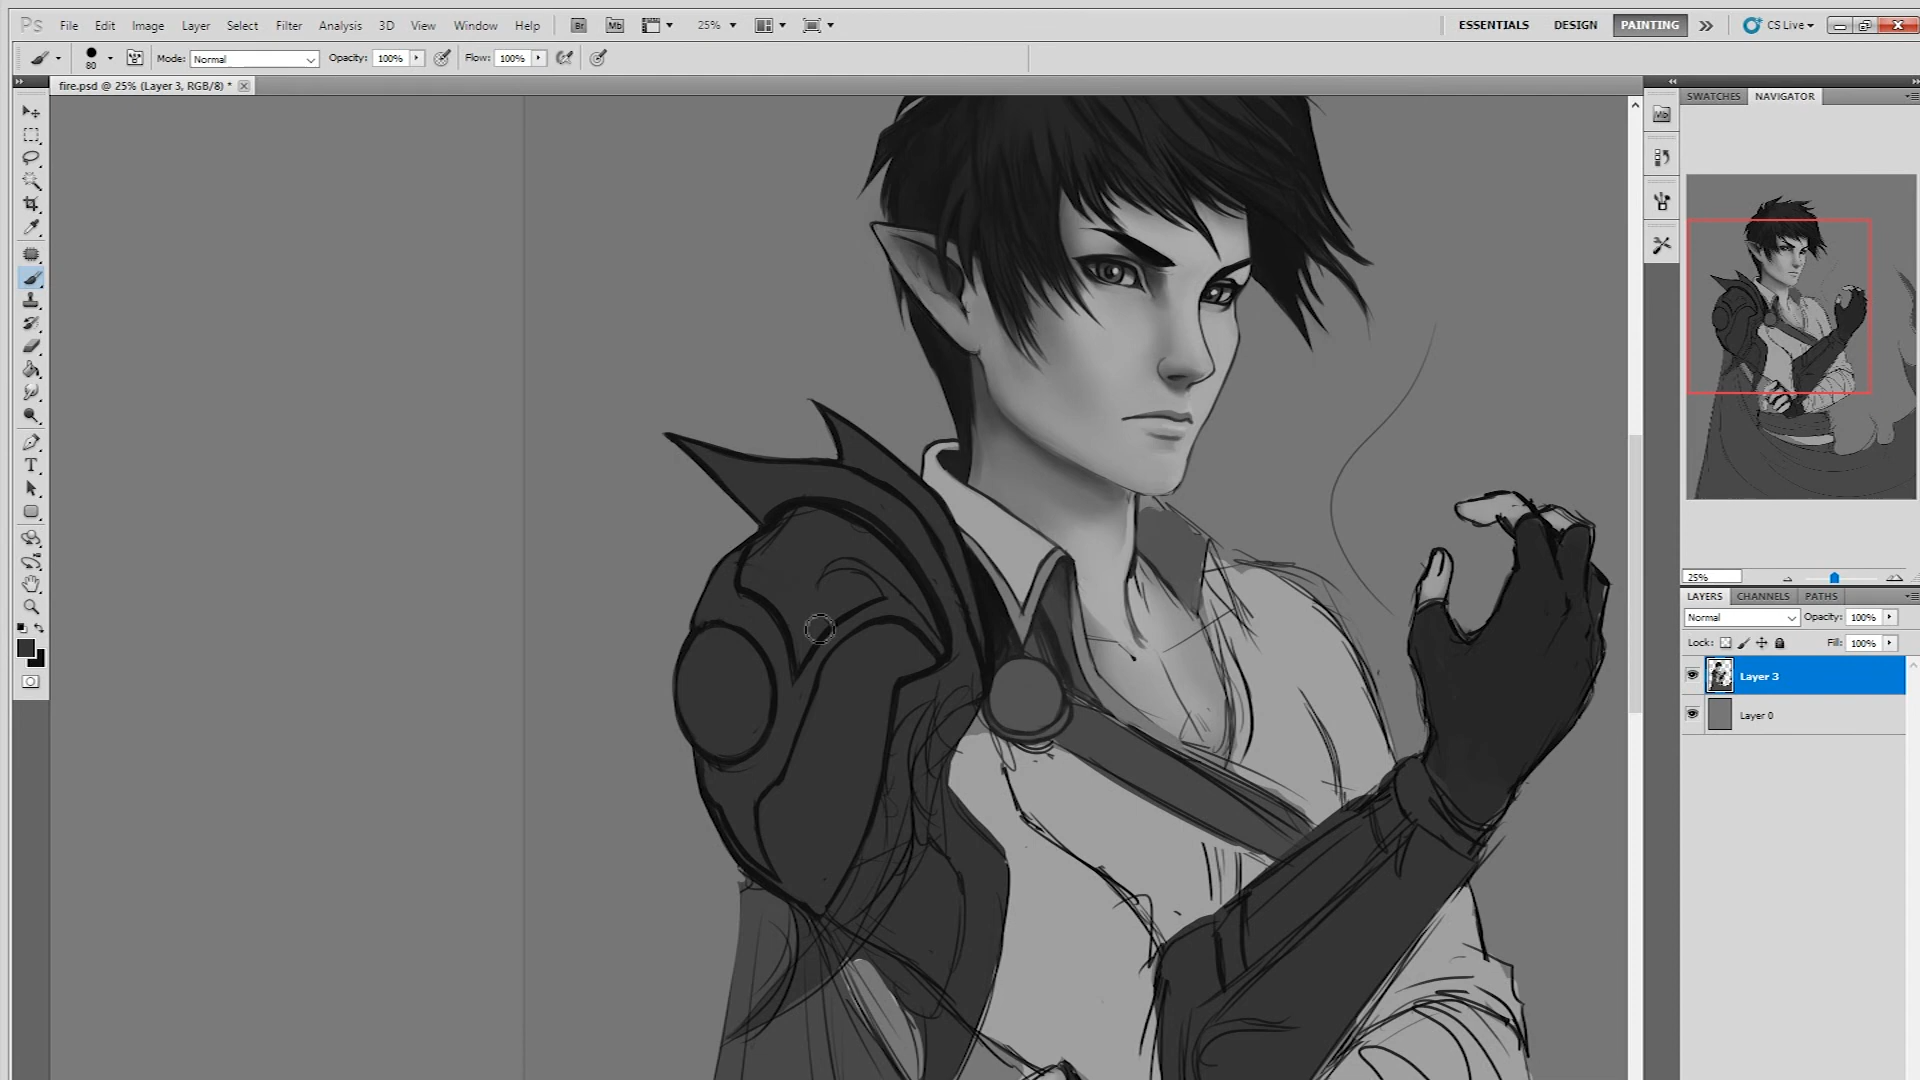 Ps File Edit Image Layer Select Filter Analysis 3D View Window Help Br Mb 25% ESSENTIALS DESIGN PAINTING CS Live
80 Mode: Normal Opacity: 100% Flow: 100%
fire.psd @ 25% (Layer 3, RGB/8) *
SWATCHES NAVIGATOR
Mb
T
25%
LAYERS CHANNELS PATHS
Normal Opacity: 100%
Lock: Fill: 100%
Layer 3
Layer 0